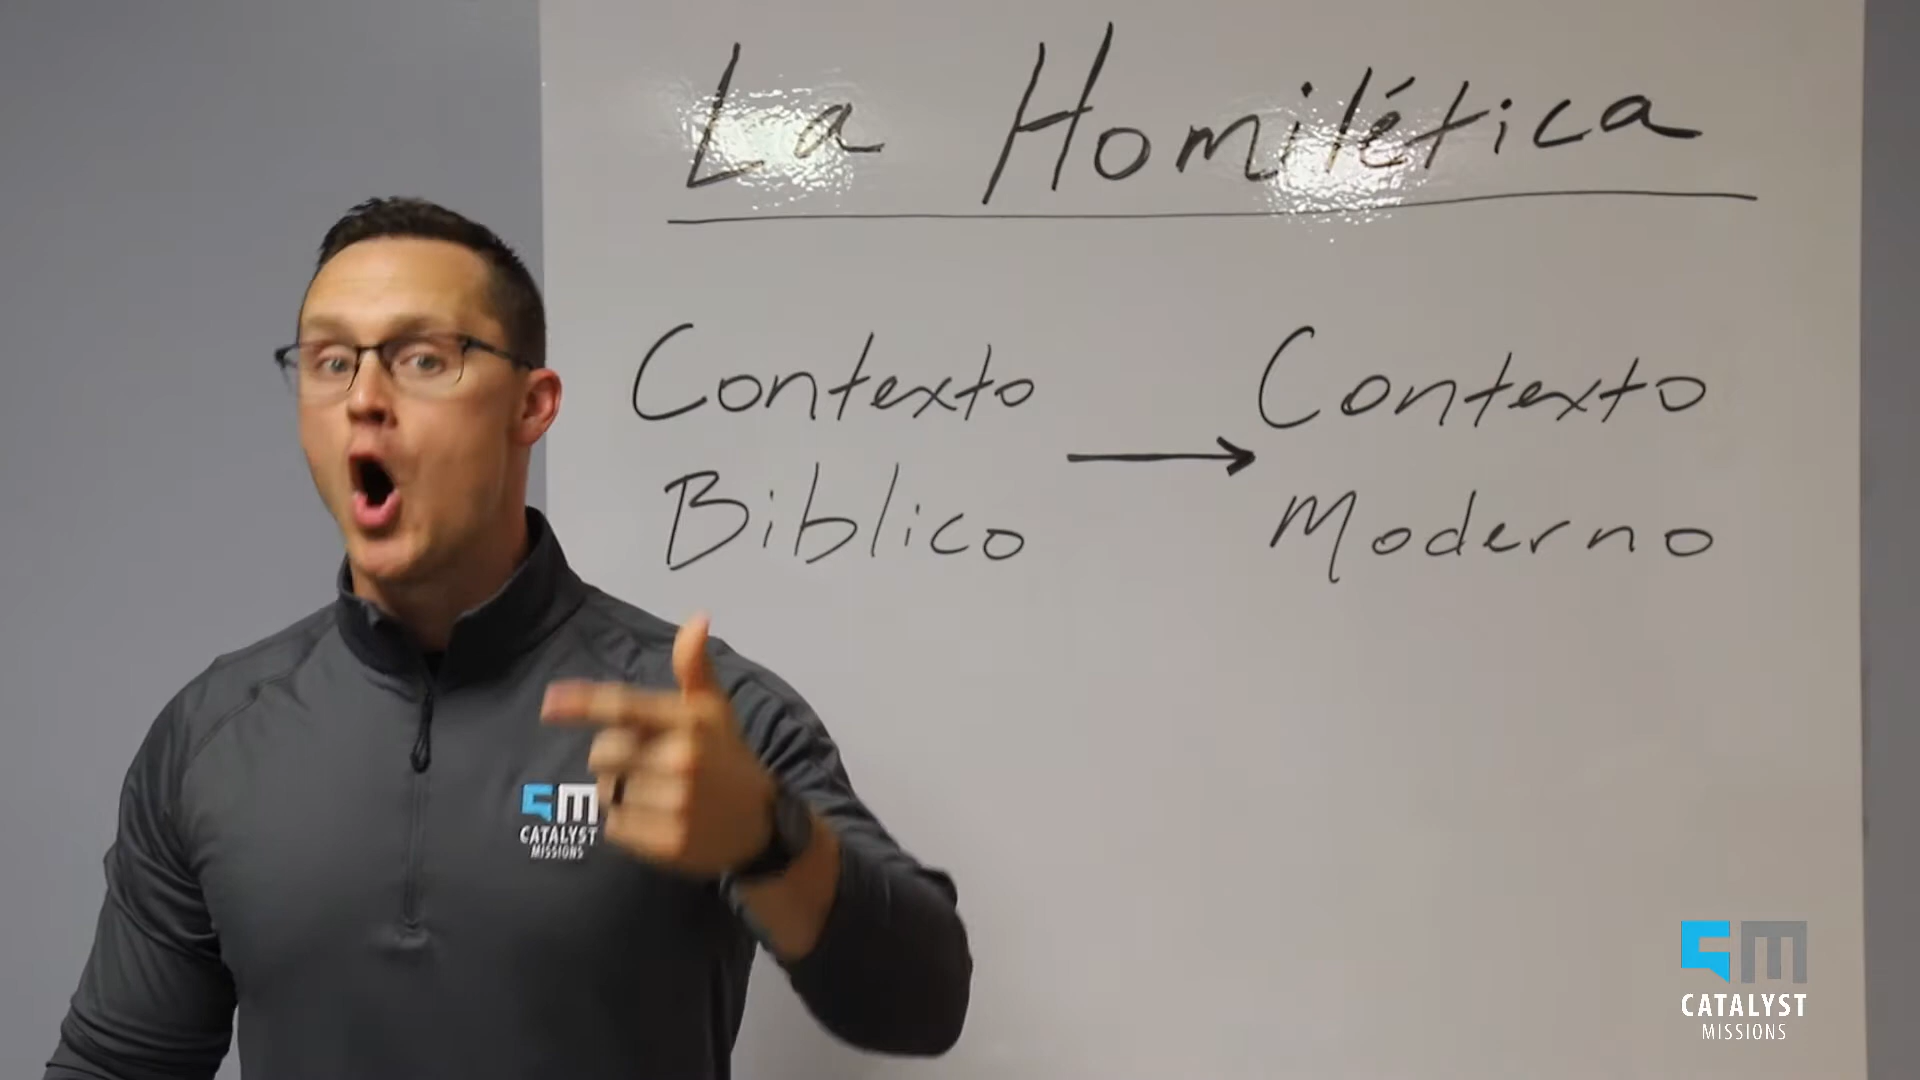 La Homilética
Contexto
Biblico
Contexto
Moderno
CATALYST
MISSIONS
CATALYST
MISSIONS